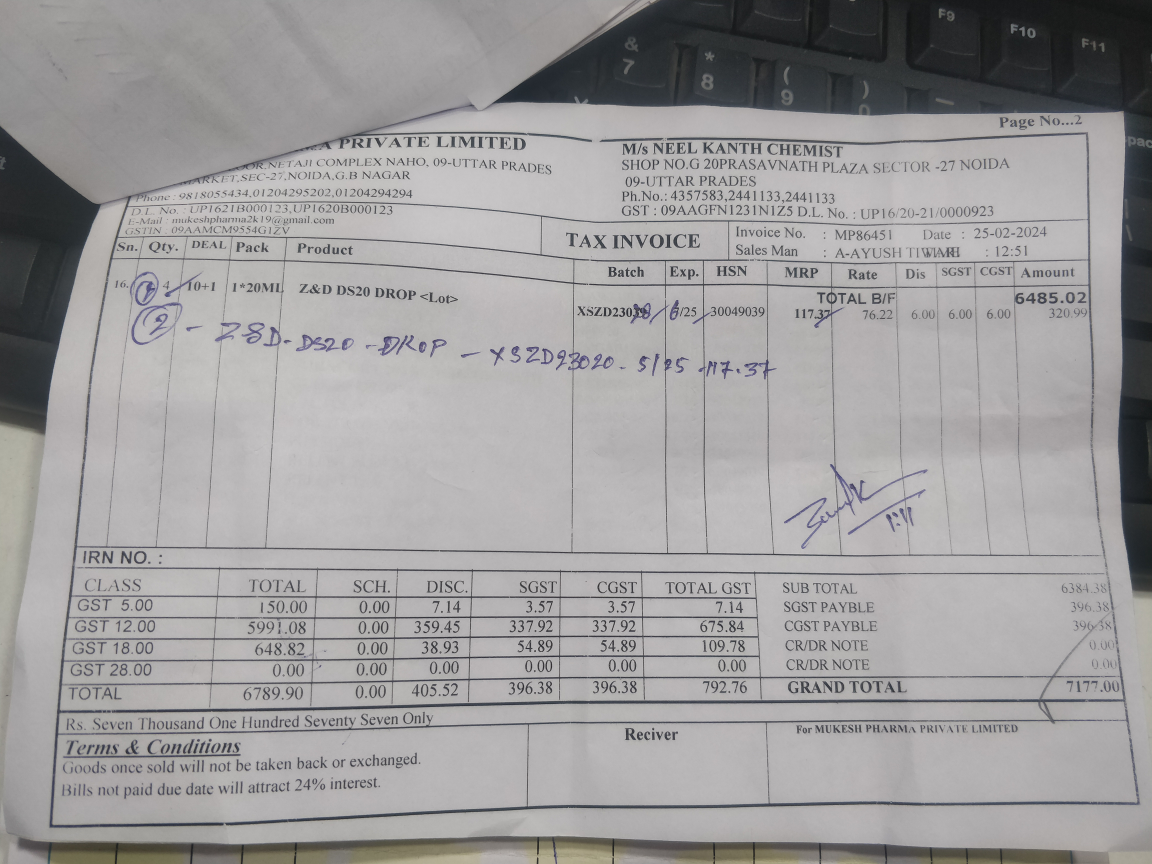 Page No...2
PRIVATE LIMITED
NETAJI COMPLEX NAHO, 09-UTTAR PRADES
MARKET,SEC-27,NOIDA,G.B NAGAR
Phone : 9818055434,01204295202,01204294294
D.L. No. : UP1621B000123,UP1620B000123
E-Mail : mukeshpharma2k19@gmail.com
GSTIN : 09AAMCM9554G1ZV
M/s NEEL KANTH CHEMIST
SHOP NO.G 20PRASAVNATH PLAZA SECTOR -27 NOIDA
09-UTTAR PRADES
Ph.No.: 4357583,2441133,2441133
GST : 09AAGFN1231N1Z5 D.L. No. : UP16/20-21/0000923
TAX INVOICE
Invoice No. : MP86451 Date : 25-02-2024
Sales Man : A-AYUSH : 12:51
Sn. Qty. DEAL Pack Product Batch Exp. HSN MRP Rate Dis SGST CGST Amount
TOTAL B/F 6485.02
16. 4 10+1 1*20ML Z&D DS20 DROP <Lot> /25 30049039 117.37 76.22 6.00 6.00 6.00 320.99
2 - Z&D-DS20 - DROP - XSZD23020 - 5/25 - 117.37
IRN NO. :
CLASS TOTAL SCH. DISC. SGST CGST TOTAL GST
GST 5.00 150.00 0.00 7.14 3.57 3.57 7.14
GST 12.00 5991.08 0.00 359.45 337.92 337.92 675.84
GST 18.00 648.82 0.00 38.93 54.89 54.89 109.78
GST 28.00 0.00 0.00 0.00 0.00 0.00 0.00
TOTAL 6789.90 0.00 405.52 396.38 396.38 792.76
SUB TOTAL 6384.38
SGST PAYBLE 396.38
CGST PAYBLE 396.38
CR/DR NOTE 0.00
CR/DR NOTE 0.00
GRAND TOTAL 7177.00
Rs. Seven Thousand One Hundred Seventy Seven Only
Terms & Conditions
Goods once sold will not be taken back or exchanged.
Bills not paid due date will attract 24% interest.
Reciver
For MUKESH PHARMA PRIVATE LIMITED
&
7
*
8
(
9
)
F9
F10
F11